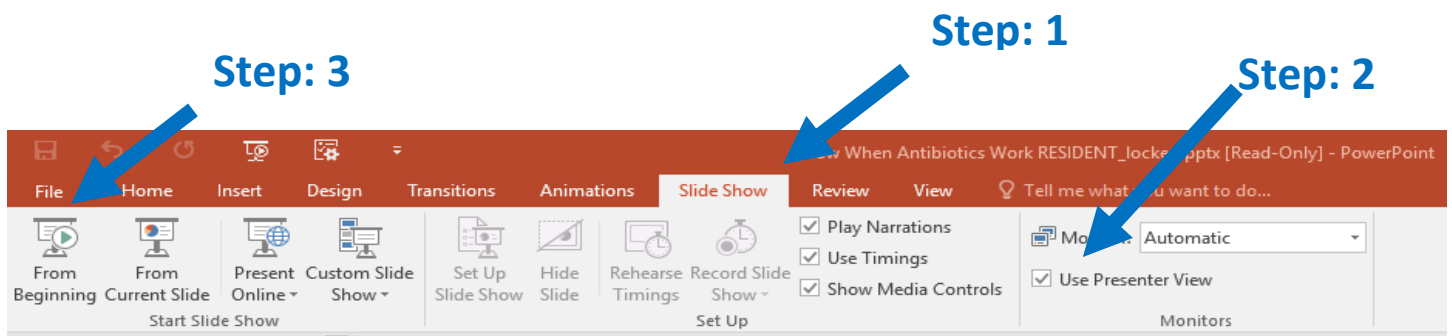 Step: 1
Step: 3
Step: 2
When Antibiotics Work RESIDENT_locke pptx [Read-Only] - PowerPoint
File Home Insert Design Transitions Animations Slide Show Review View Tell me what you want to do...
From Beginning
From Current Slide
Present Online
Custom Slide Show
Set Up Slide Show
Hide Slide
Rehearse Timings
Record Slide Show
Play Narrations
Use Timings
Show Media Controls
Automatic
Use Presenter View
Start Slide Show
Set Up
Monitors